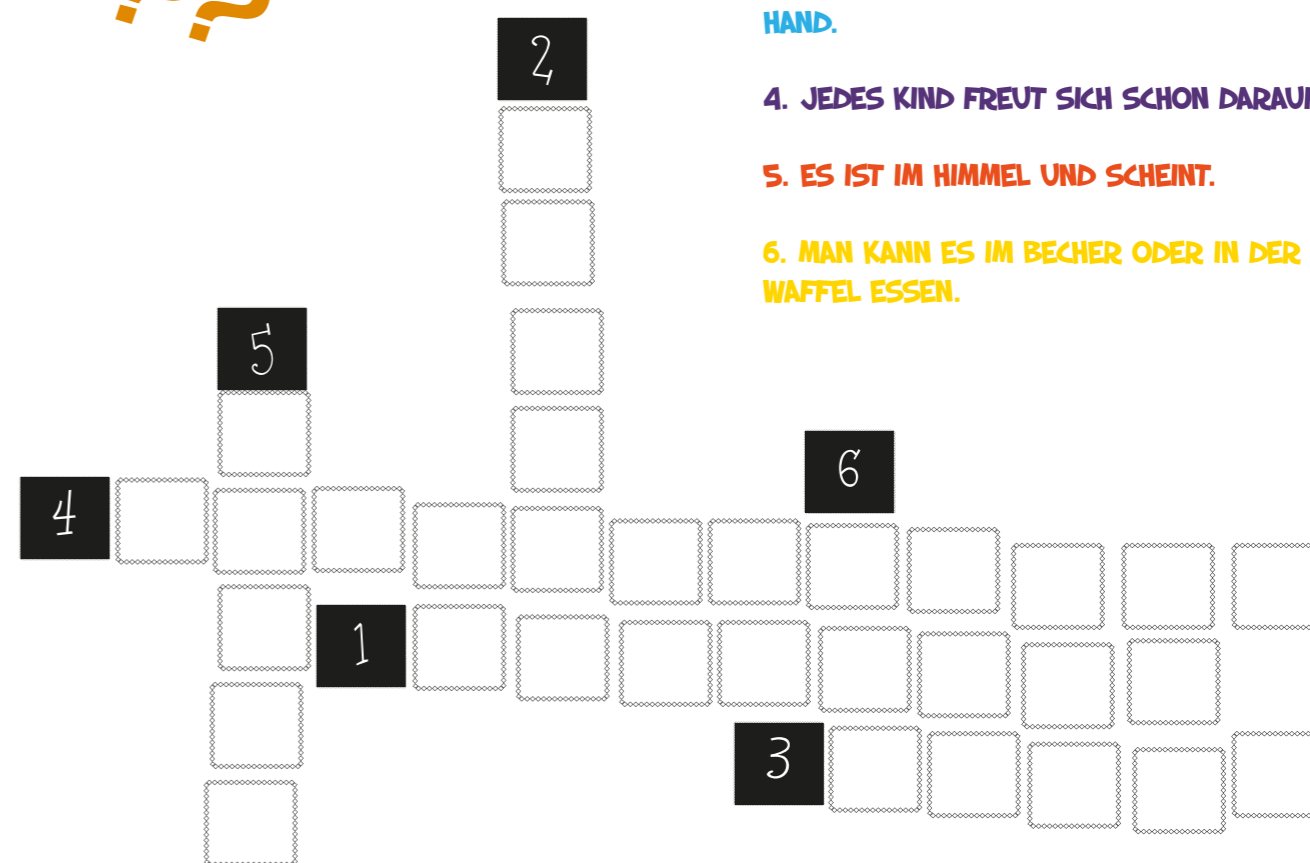 HAND.
4. JEDES KIND FREUT SICH SCHON
5. ES IST IM HIMMEL UND SCHEINT.
6. MAN KANN ES IM BECHER ODER IN DER
WAFFEL ESSEN.
2
5
6
4
1
3